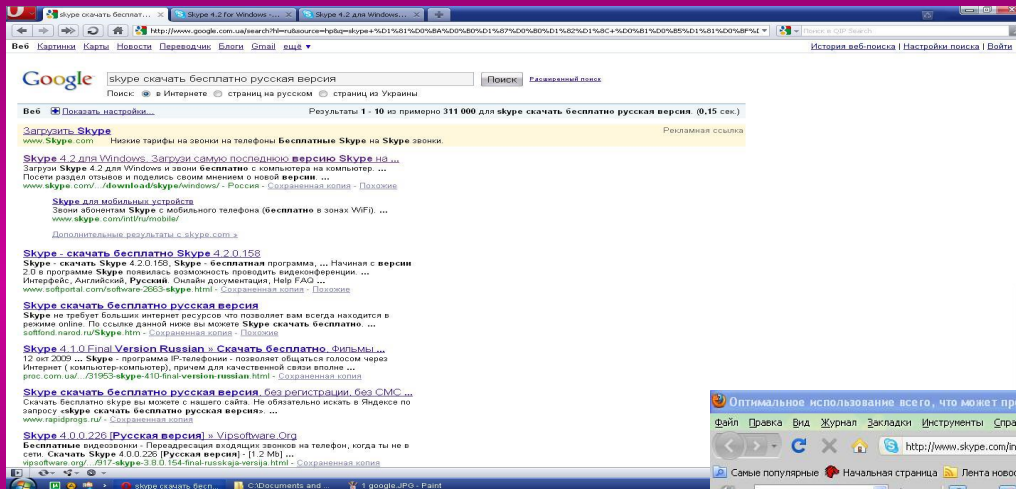 skype скачать бесплат...
Skype 4.2 for Windows - ...
Skype 4.2 для Windows...
Веб Картинки Карты Новости Переводчик Блоги Gmail ещё ▼
История веб-поиска | Настройки поиска | Войти
Google
skype скачать бесплатно русская версия
Поиск
Расширенный поиск
Поиск: в Интернете страниц на русском страниц из Украины
Веб Показать настройки...
Результаты 1 - 10 из примерно 311 000 для skype скачать бесплатно русская версия. (0,15 сек.)
Загрузить Skype
Рекламная ссылка
www.Skype.com Низкие тарифы на звонки на телефоны Бесплатные Skype на Skype звонки.
Skype 4.2 для Windows. Загрузи самую последнюю версию Skype на ...
Загрузи Skype 4.2 для Windows и звони бесплатно с компьютера на компьютер. ...
Посети раздел отзывов и поделись своим мнением о новой версии. ...
www.skype.com/.../download/skype/windows/ - Россия - Сохраненная копия - Похожие
Skype для мобильных устройств
Звони абонентам Skype с мобильного телефона (бесплатно в зонах WiFi). ...
www.skype.com/intl/ru/mobile/
Дополнительные результаты с skype.com »
Skype - скачать бесплатно Skype 4.2.0.158
Skype - скачать Skype 4.2.0.158, Skype - бесплатная программа, ... Начиная с версии
2.0 в программе Skype появилась возможность проводить видеоконференции. ...
Интерфейс, Английский, Русский. Онлайн документация, Help FAQ ...
www.softportal.com/software-2663-skype.html - Сохраненная копия - Похожие
Skype скачать бесплатно русская версия
Skype не требует больших интернет ресурсов что позволяет вам всегда находится в
режиме online. По ссылке данной ниже вы можете Skype скачать бесплатно. ...
softfond.narod.ru/Skype.htm - Сохраненная копия - Похожие
Skype 4.1.0 Final Version Russian » Скачать бесплатно, Фильмы ...
12 окт 2009 ... Skype - программа IP-телефонии - позволяет общаться голосом через
Интернет ( компьютер-компьютер), причем для качественной связи вполне ...
proc.com.ua/.../31953-skype-410-final-version-russian.html - Сохраненная копия
Skype скачать бесплатно русская версия, без регистрации, без СМС ...
Скачать бесплатно skype вы можете с нашего сайта. Не обязательно искать в Яндексе по
запросу «skype скачать бесплатно русская версия». ...
www.rapidprogs.ru/ - Сохраненная копия
Skype 4.0.0.226 [Русская версия] » Vipsoftware.Org
Бесплатные видеозвонки - Переадресация входящих звонков на телефон, когда ты не в
сети. Скачать Skype 4.0.0.226 [Русская версия] - [1.2 Mb] ...
vipsoftware.org/.../917-skype-3.8.0.154-final-russkaja-versija.html - Сохраненная копия
skype скачать бесп...
C:\Documents and ...
1 google.JPG - Paint
Оптимальное использование всего, что может
Файл Правка Вид Журнал Закладки Инструменты
http://www.skype.com/in
Самые популярные Начальная страница Лента